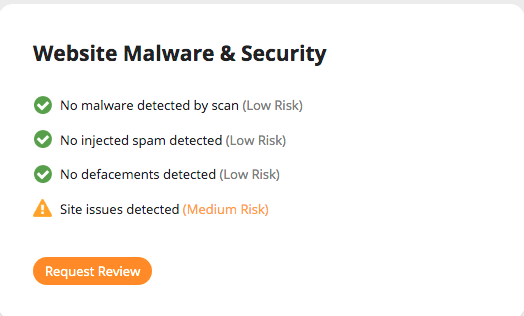 Website Malware & Security
No malware detected by scan (Low Risk)
No injected spam detected (Low Risk)
No defacements detected (Low Risk)
Site issues detected (Medium Risk)
Request Review